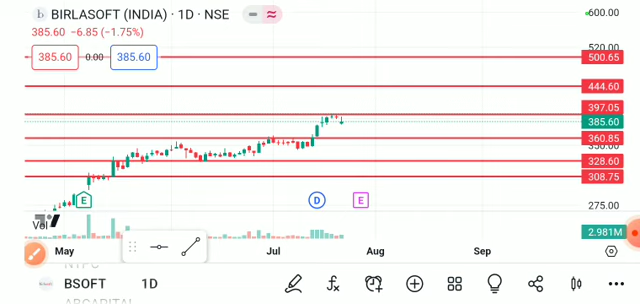 BIRLASOFT (INDIA) · 1D · NSE
385.60 −6.85 (−1.75%)
385.60 0.00 385.60
600.00
520.00
500.65
444.60
397.05
385.60
360.85
350.00
328.60
308.75
275.00
E D E
Vol
2.981M
May Jul Aug Sep
NTPC
BSOFT 1D
ABCAPITAL